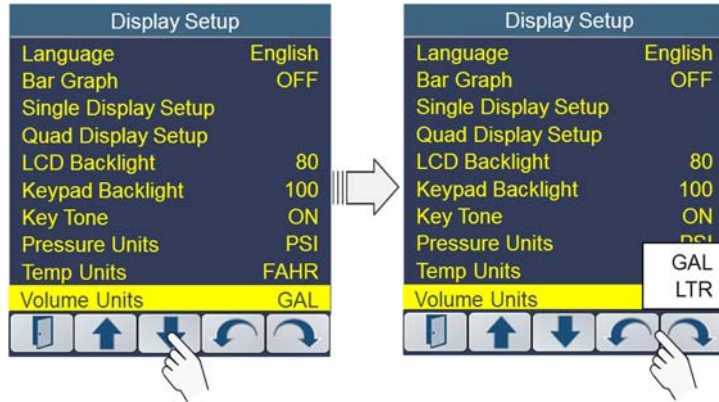 Display Setup
Language English
Bar Graph OFF
Single Display Setup
Quad Display Setup
LCD Backlight 80
Keypad Backlight 100
Key Tone ON
Pressure Units PSI
Temp Units FAHR
Volume Units GAL
Display Setup
Language English
Bar Graph OFF
Single Display Setup
Quad Display Setup
LCD Backlight 80
Keypad Backlight 100
Key Tone ON
Pressure Units PSI
Temp Units
GAL
LTR
Volume Units